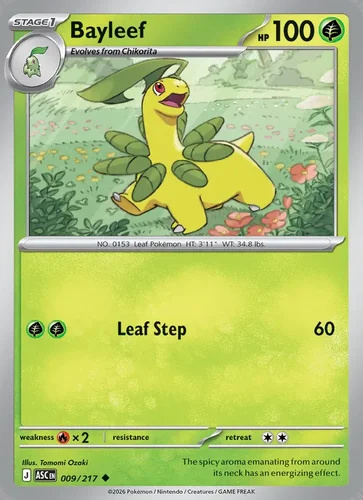 STAGE 1
Bayleef
HP 100
Evolves from Chikorita
NO. 0153 Leaf Pokémon HT: 3'11" WT: 34.8 lbs.
Leaf Step 60
weakness ×2 resistance retreat
Illus. Tomomi Ozaki
J ASC EN 009/217
The spicy aroma emanating from around
its neck has an energizing effect.
©2026 Pokémon / Nintendo / Creatures / GAME FREAK